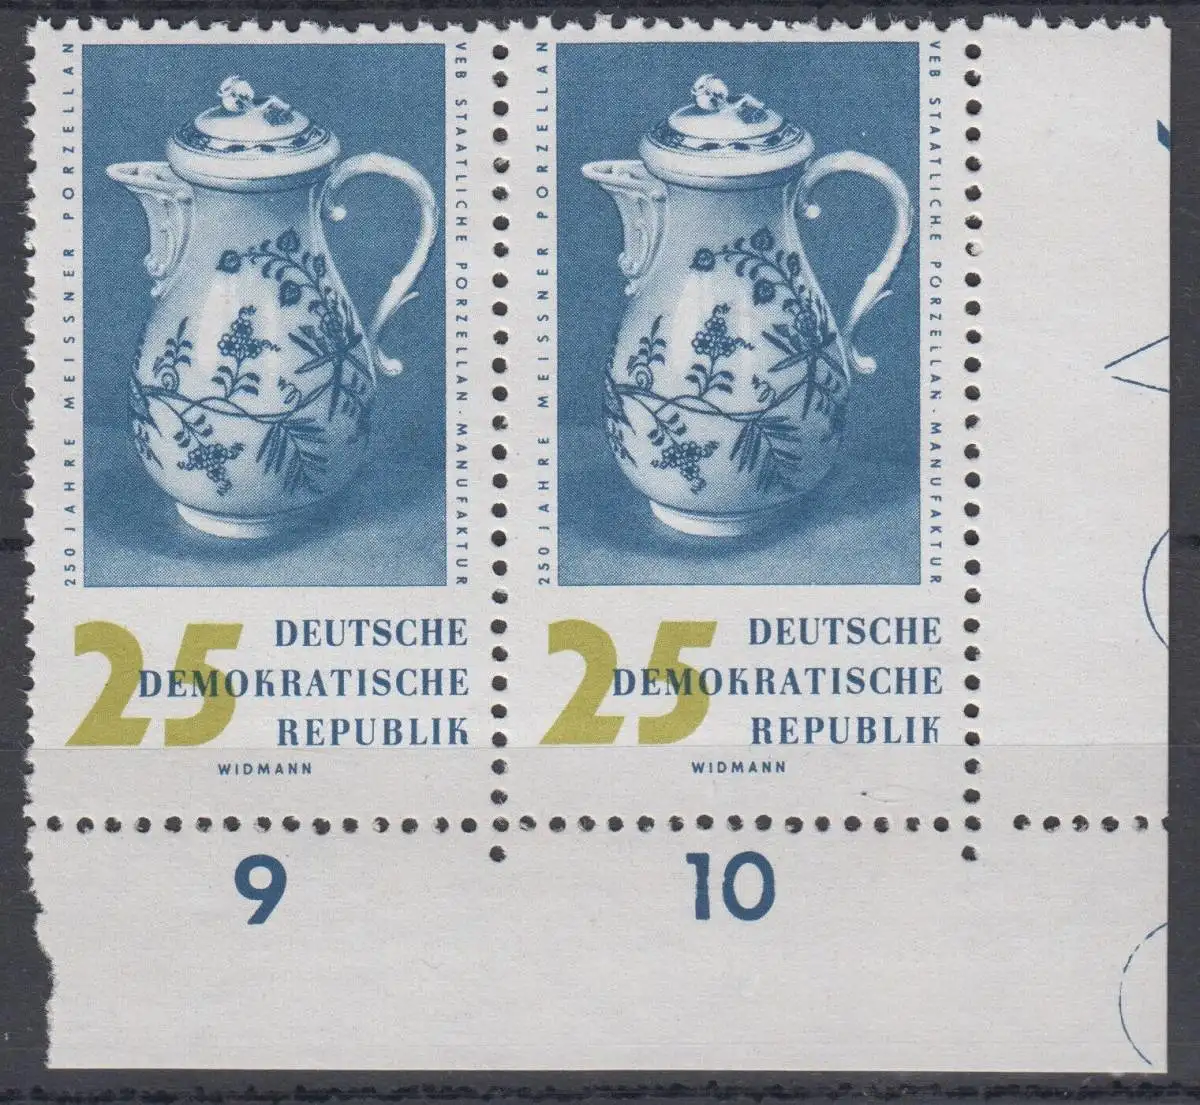 250 JAHRE MEISSNER · PORZELLAN
VEB STAATLICHE PORZELLAN · MANUFAKTUR
25
DEUTSCHE
DEMOKRATISCHE
REPUBLIK
WIDMANN
250 JAHRE MEISSNER PORZELLAN
VEB STAATLICHE PORZELLAN · MANUFAKTUR
25
DEUTSCHE
DEMOKRATISCHE
REPUBLIK
WIDMANN
9
10